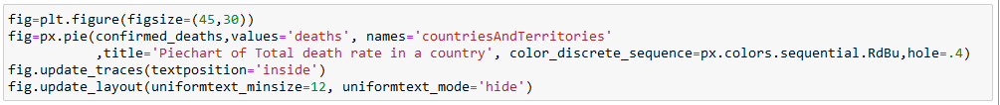 fig=plt.figure(figsize=(45,30))
fig=px.pie(confirmed_deaths,values='deaths', names='countriesAndTerritories'
,title='Piechart of Total death rate in a country', color_discrete_sequence=px.colors.sequential.RdBu,hole=.4)
fig.update_traces(textposition='inside')
fig.update_layout(uniformtext_minsize=12, uniformtext_mode='hide')